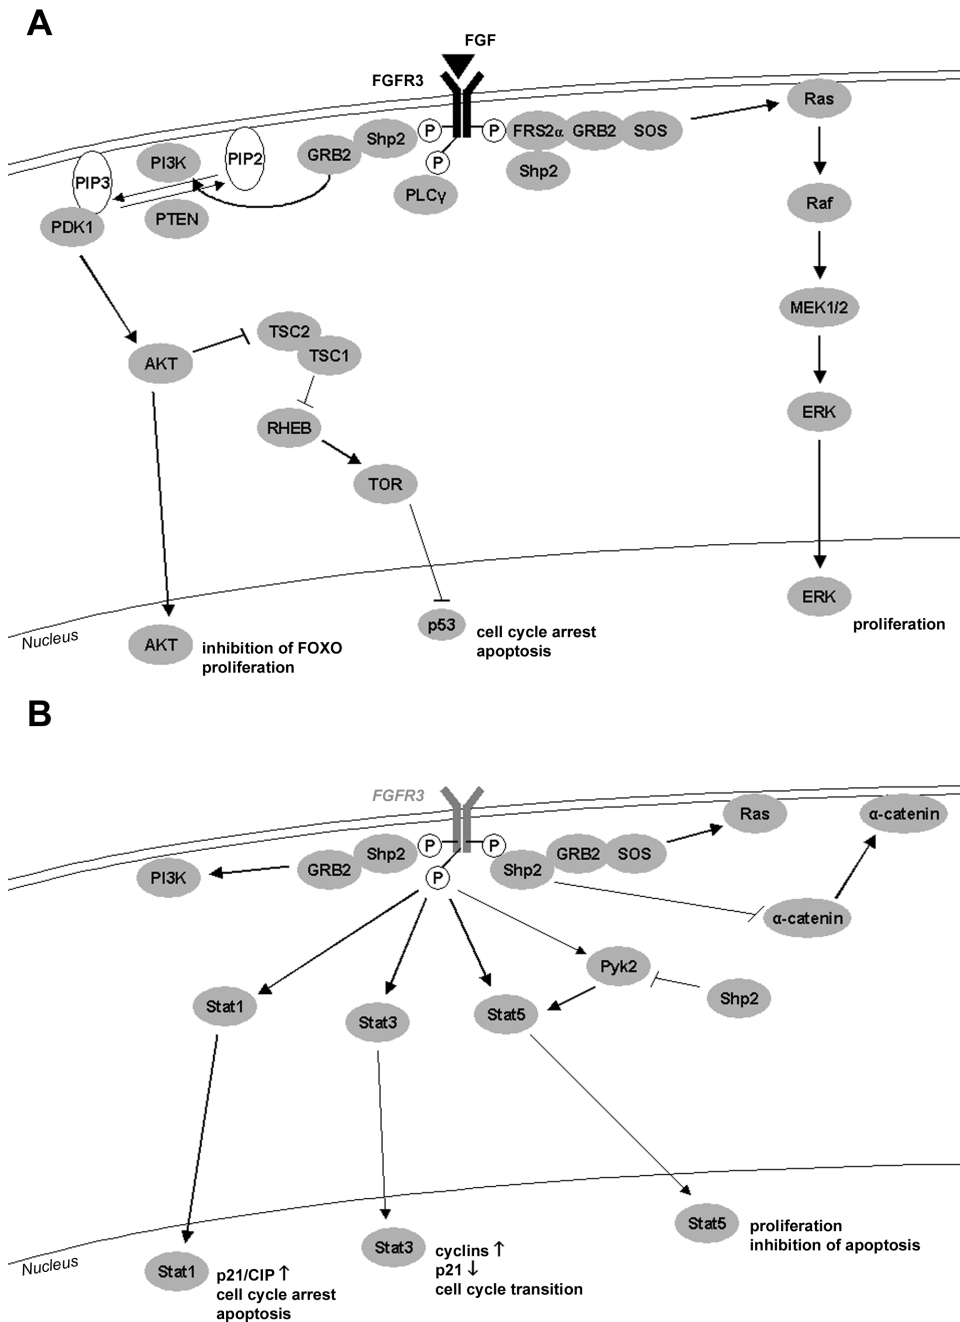 A
FGF
FGFR3
Ras
P
P
FRS2α
GRB2
SOS
Shp2
GRB2
PI3K
PIP2
PIP3
P
Shp2
PLCγ
PTEN
PDK1
Raf
MEK1/2
TSC2
TSC1
AKT
ERK
RHEB
TOR
ERK
p53
cell cycle arrest
apoptosis
proliferation
Nucleus
AKT
inhibition of FOXO
proliferation
B
FGFR3
Ras
α-catenin
P
P
Shp2
GRB2
SOS
GRB2
Shp2
PI3K
P
α-catenin
Pyk2
Shp2
Stat1
Stat3
Stat5
Stat5
proliferation
inhibition of apoptosis
Nucleus
Stat3
cyclins ↑
p21 ↓
cell cycle transition
Stat1
p21/CIP ↑
cell cycle arrest
apoptosis